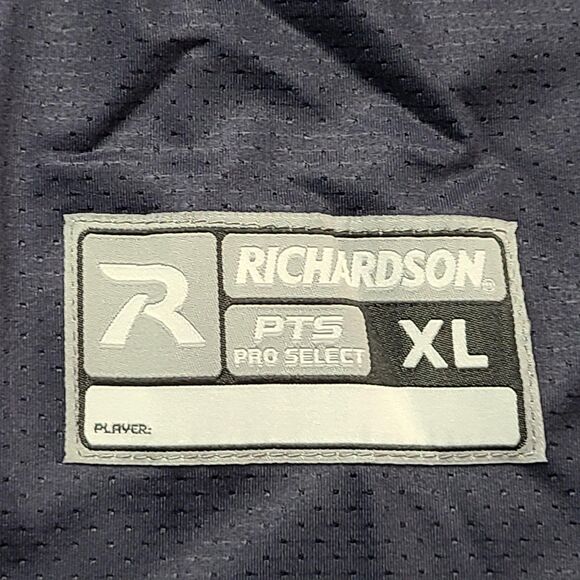 R
RICHARDSON®
PTS
PRO SELECT
XL
PLAYER: